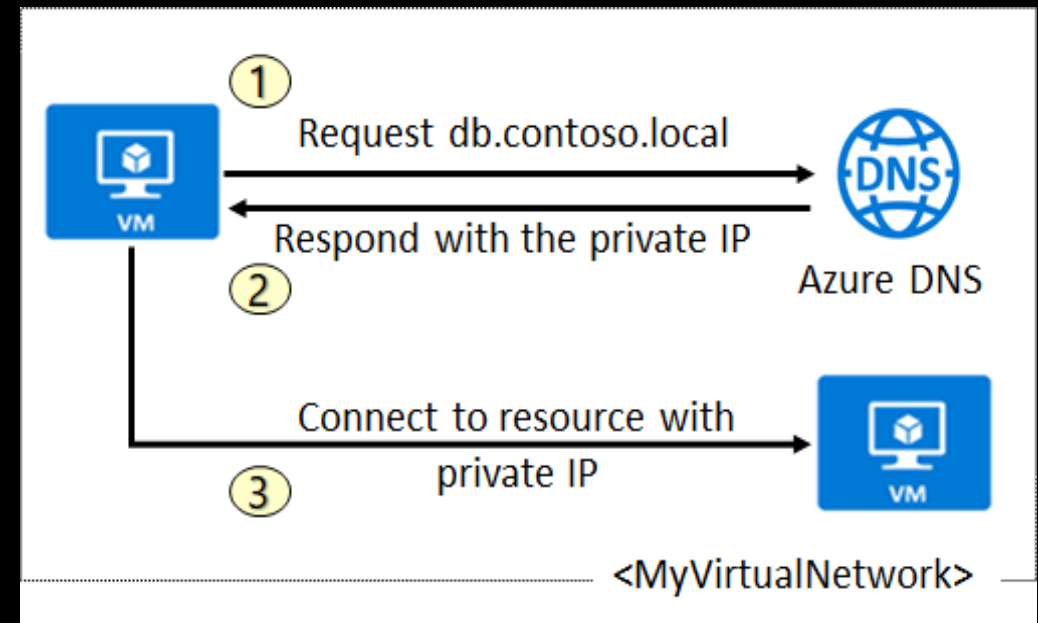 1
Request db.contoso.local
DNS
VM
Respond with the private IP
2
Azure DNS
Connect to resource with
private IP
3
VM
<MyVirtualNetwork>